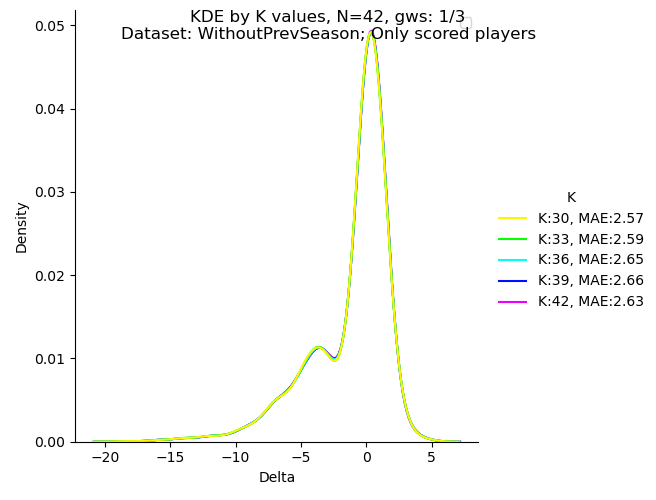 KDE by K values, N=42, gws: 1/3
Dataset: WithoutPrevSeason; Only scored players
0.05
0.04
0.03
0.02
0.01
0.00
Density
−20
−15
−10
−5
0
5
Delta
K
K:30, MAE:2.57
K:33, MAE:2.59
K:36, MAE:2.65
K:39, MAE:2.66
K:42, MAE:2.63